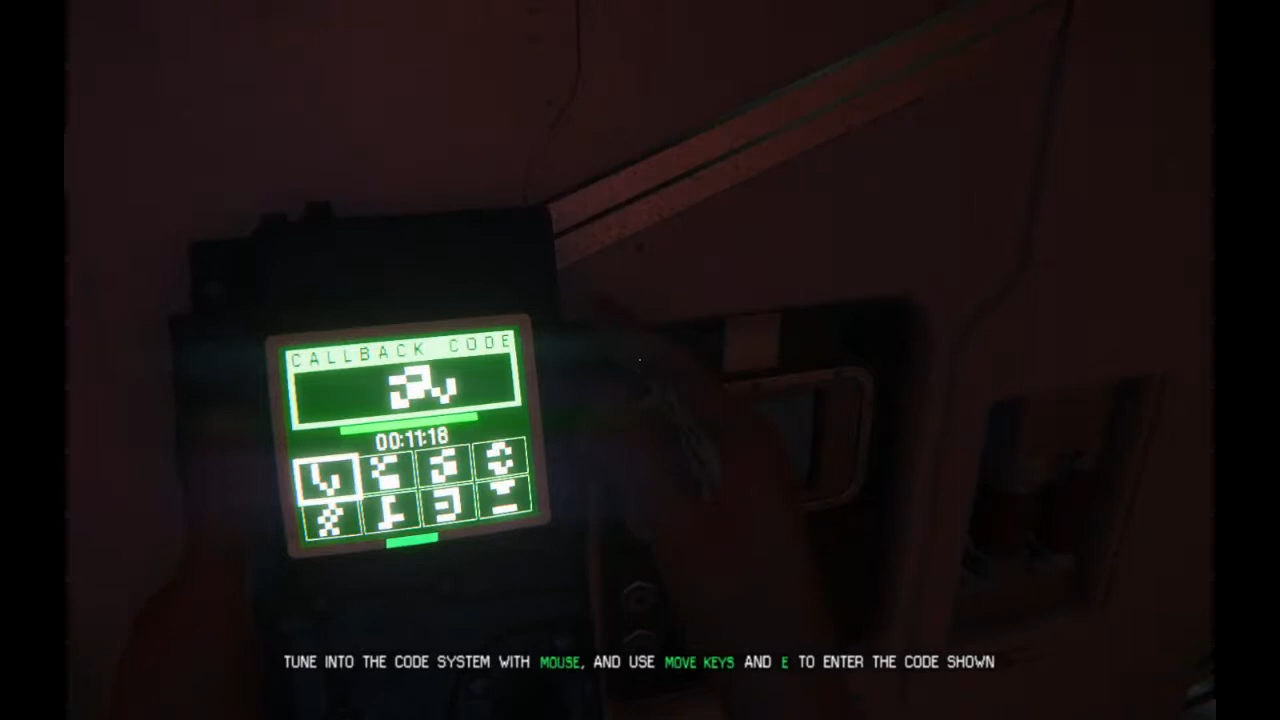 CALLBACK CODE
00:11:18
TUNE INTO THE CODE SYSTEM WITH MOUSE, AND USE MOVE KEYS AND E TO ENTER THE CODE SHOWN